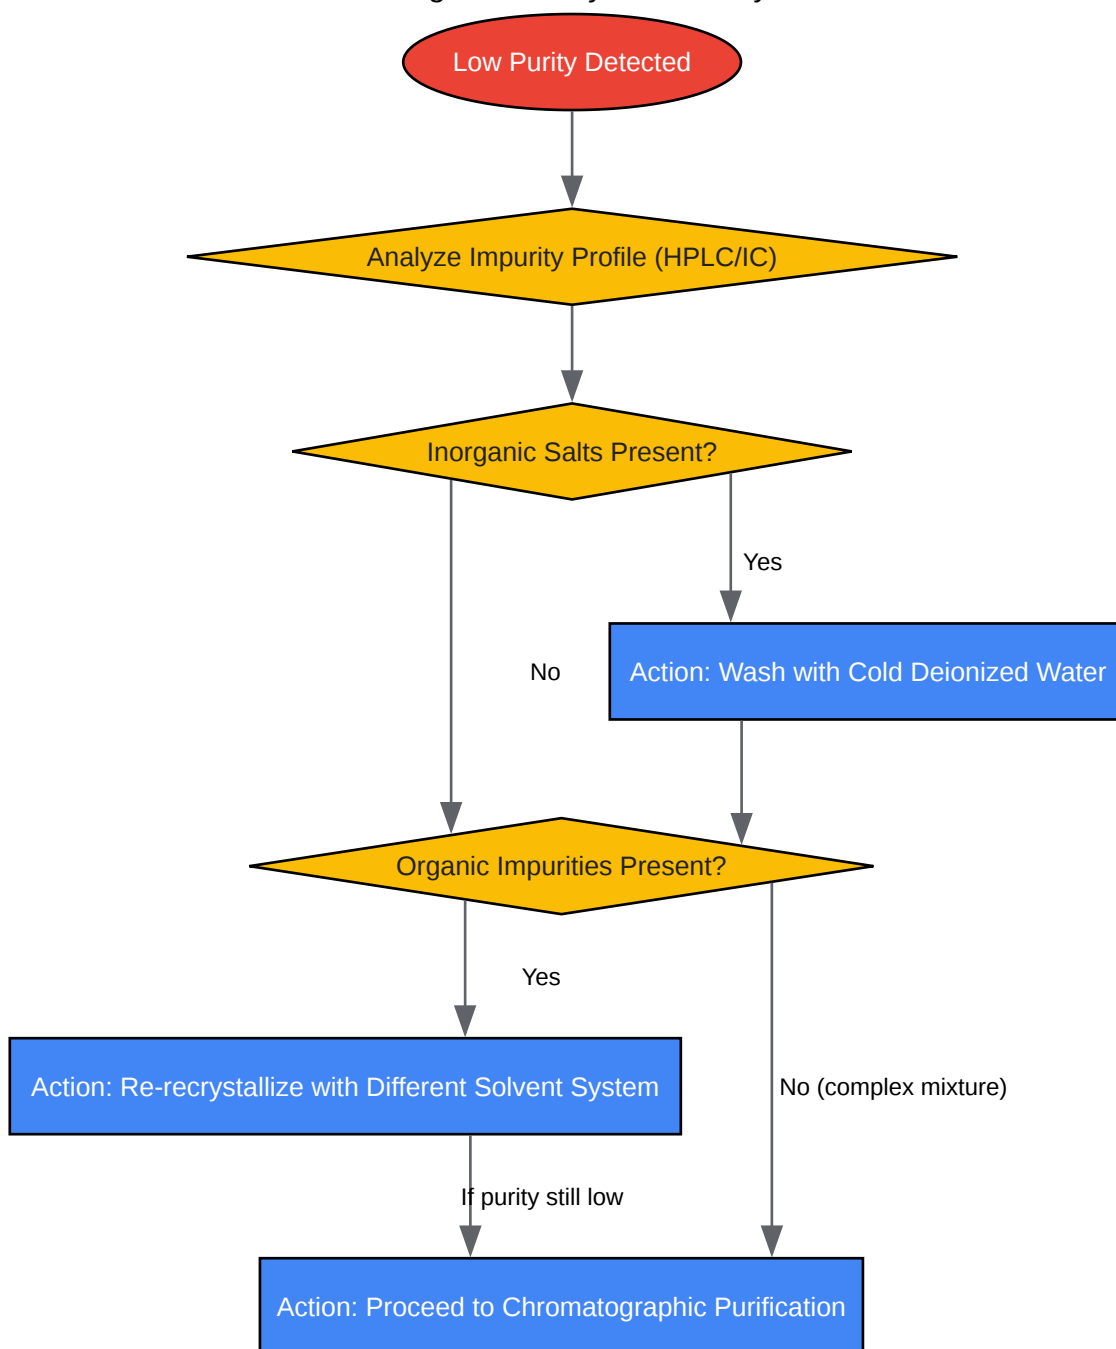 Low Purity Detected
Analyze Impurity Profile (HPLC/IC)
Inorganic Salts Present?
Yes
No
Action: Wash with Cold Deionized Water
Organic Impurities Present?
Yes
Action: Re-recrystallize with Different Solvent System
No (complex mixture)
If purity still low
Action: Proceed to Chromatographic Purification